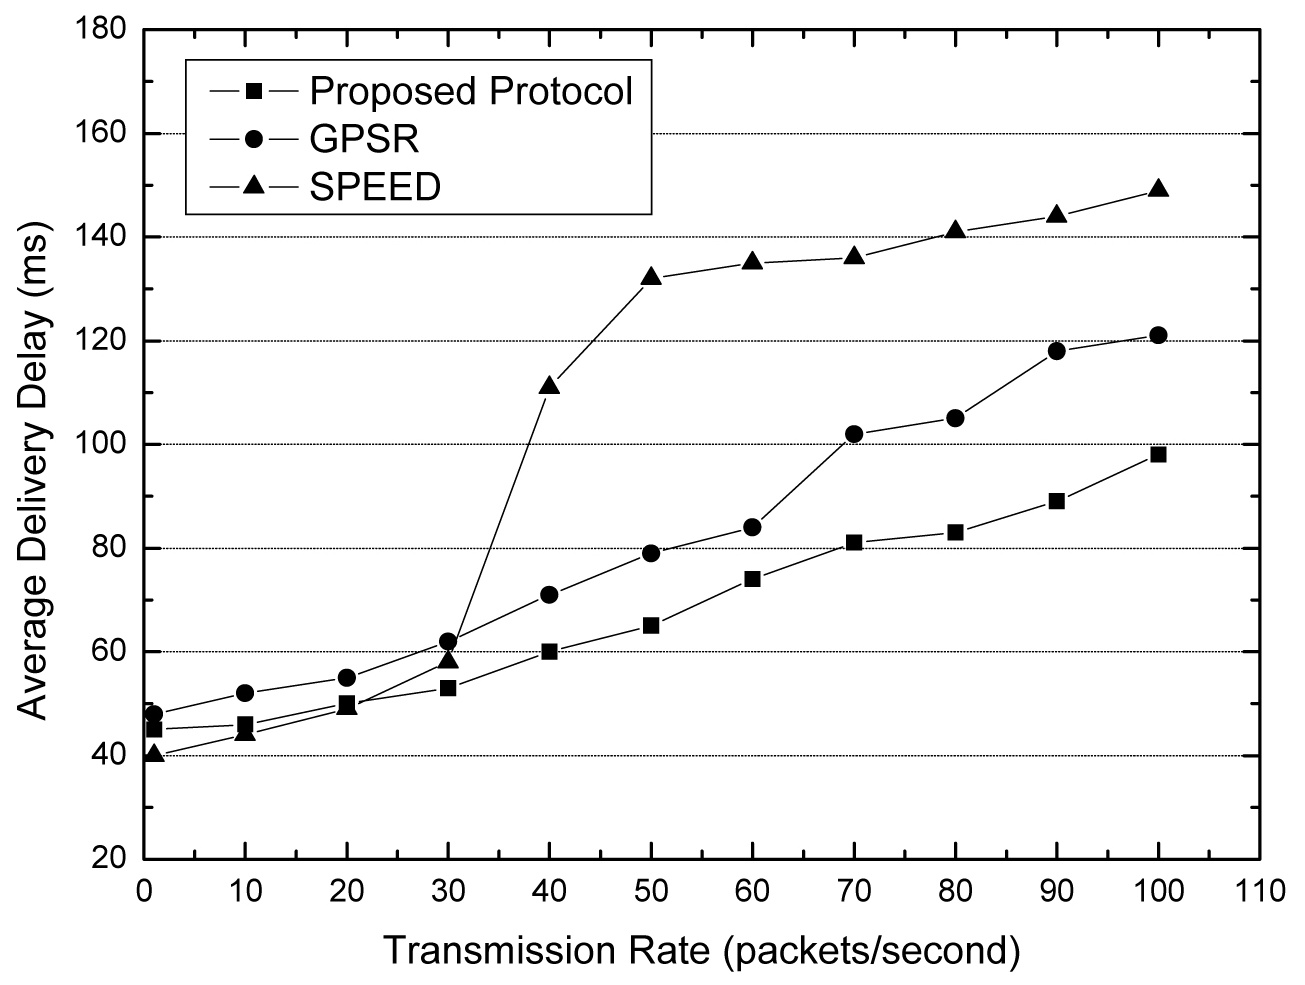 180
160
140
120
100
80
60
40
20
Average Delivery Delay (ms)
Proposed Protocol
GPSR
SPEED
0 10 20 30 40 50 60 70 80 90 100 110
Transmission Rate (packets/second)